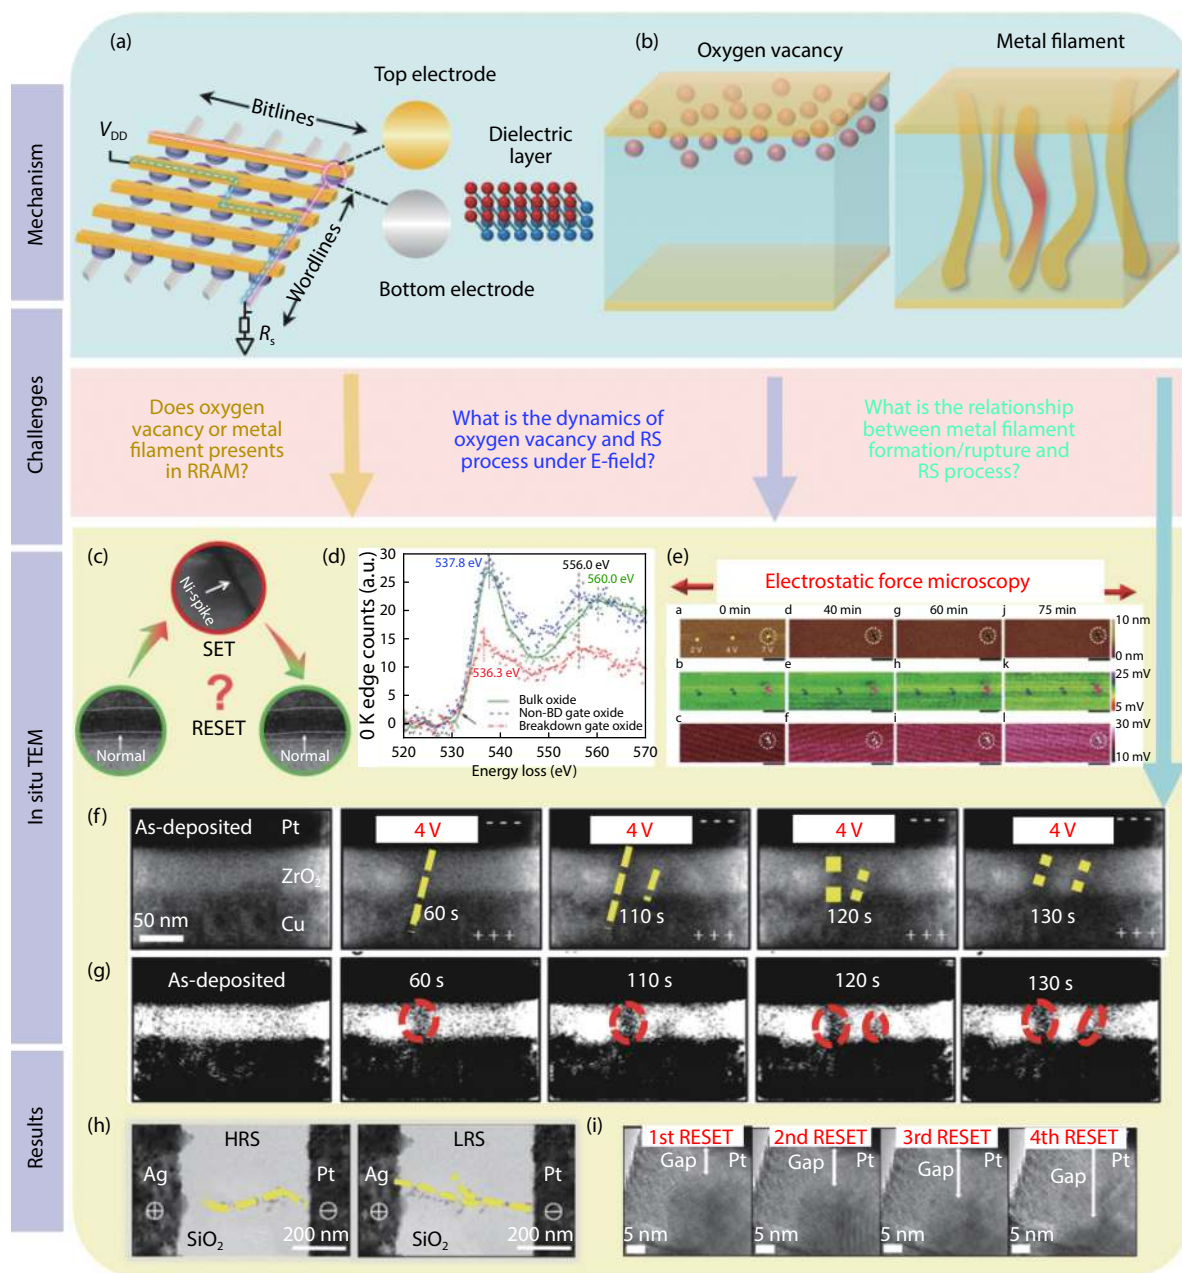 Mechanism
Challenges
In situ TEM
Results
(a)
Bitlines
V_DD
Top electrode
Dielectric
layer
Bottom electrode
Wordlines
R_s
(b)
Oxygen vacancy
Metal filament
Does oxygen
vacancy or metal
filament presents
in RRAM?
What is the dynamics of
oxygen vacancy and RS
process under E-field?
What is the relationship
between metal filament
formation/rupture and
RS process?
(c)
Ni-spike
SET
?
RESET
Normal
Normal
(d)
O K edge counts (a.u.)
30
25
20
15
10
5
0
537.8 eV
556.0 eV
560.0 eV
536.3 eV
Bulk oxide
Non-BD gate oxide
Breakdown gate oxide
520 530 540 550 560 570
Energy loss (eV)
(e)
Electrostatic force microscopy
a 0 min d 40 min g 60 min j 75 min
10 nm
2 V 4 V 7 V
0 nm
b e h k
25 mV
5 mV
c f i l
30 mV
10 mV
(f)
As-deposited Pt
ZrO₂
50 nm Cu
4 V - - -
60 s
+ + +
4 V - - -
110 s
+ + +
4 V - - -
120 s
+ + +
4 V - - -
130 s
+ + +
(g)
As-deposited
60 s
110 s
120 s
130 s
(h)
HRS
Ag Pt
⊕ ⊖
SiO₂ 200 nm
LRS
Ag Pt
⊕ ⊖
SiO₂ 200 nm
(i)
1st RESET
Gap Pt
5 nm
2nd RESET
Gap Pt
5 nm
3rd RESET
Gap Pt
5 nm
4th RESET
Gap Pt
5 nm